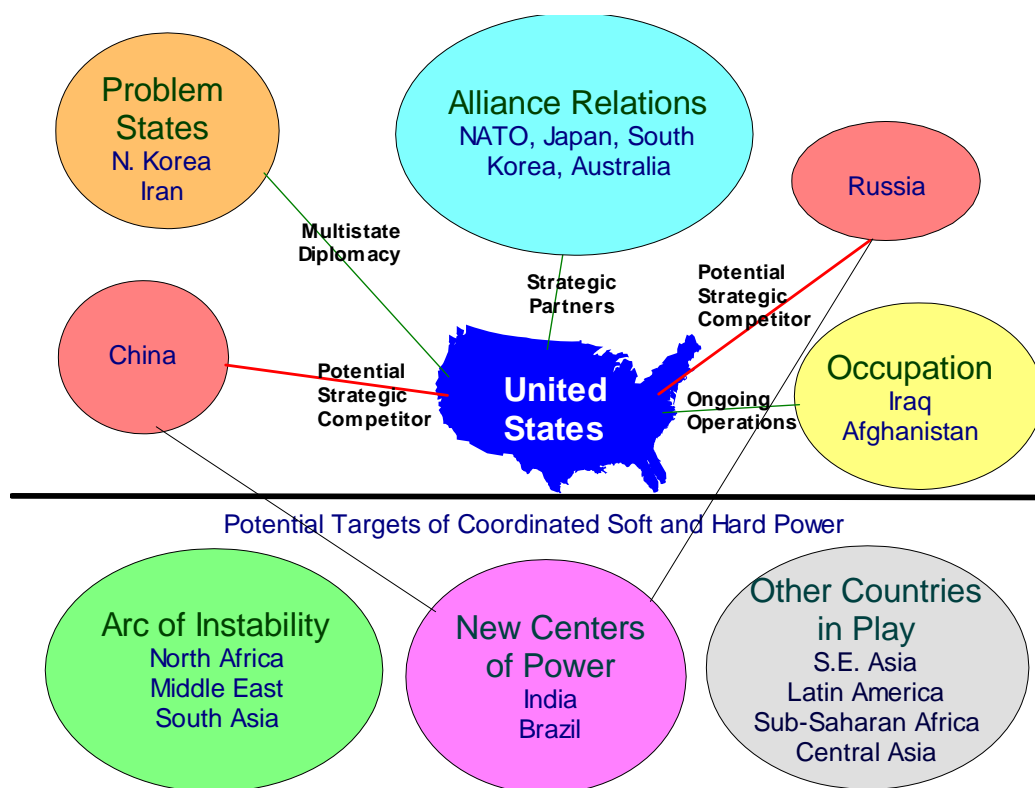 Problem
States
N. Korea
Iran
Alliance Relations
NATO, Japan, South
Korea, Australia
Russia
Multistate
Diplomacy
Strategic
Partners
Potential
Strategic
Competitor
China
Potential
Strategic
Competitor
United
States
Ongoing
Operations
Occupation
Iraq
Afghanistan
Potential Targets of Coordinated Soft and Hard Power
Arc of Instability
North Africa
Middle East
South Asia
New Centers
of Power
India
Brazil
Other Countries
in Play
S.E. Asia
Latin America
Sub-Saharan Africa
Central Asia